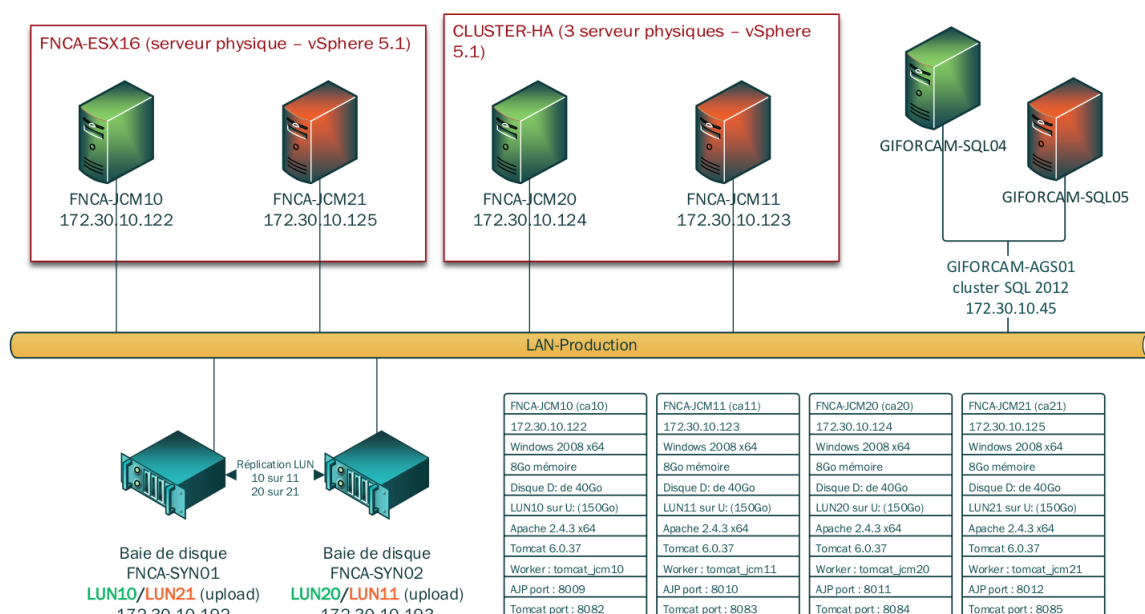 FNCA-ESX16 (serveur physique – vSphere 5.1)
CLUSTER-HA (3 serveur physiques – vSphere
5.1)
FNCA-JCM10
172.30.10.122
FNCA-JCM21
172.30.10.125
FNCA-JCM20
172.30.10.124
FNCA-JCM11
172.30.10.123
GIFORCAM-SQL04
GIFORCAM-SQL05
GIFORCAM-AGS01
cluster SQL 2012
172.30.10.45
LAN-Production
Réplication LUN
10 sur 11
20 sur 21
Baie de disque
FNCA-SYN01
LUN10/LUN21 (upload)
172.30.10.192
Baie de disque
FNCA-SYN02
LUN20/LUN11 (upload)
172.30.10.193
FNCA-JCM10 (ca10)
172.30.10.122
Windows 2008 x64
8Go mémoire
Disque D: de 40Go
LUN10 sur U: (150Go)
Apache 2.4.3 x64
Tomcat 6.0.37
Worker : tomcat_jcm10
AJP port : 8009
Tomcat port : 8082
FNCA-JCM11 (ca11)
172.30.10.123
Windows 2008 x64
8Go mémoire
Disque D: de 40Go
LUN11 sur U: (150Go)
Apache 2.4.3 x64
Tomcat 6.0.37
Worker : tomcat_jcm11
AJP port : 8010
Tomcat port : 8083
FNCA-JCM20 (ca20)
172.30.10.124
Windows 2008 x64
8Go mémoire
Disque D: de 40Go
LUN20 sur U: (150Go)
Apache 2.4.3 x64
Tomcat 6.0.37
Worker : tomcat_jcm20
AJP port : 8011
Tomcat port : 8084
FNCA-JCM21 (ca21)
172.30.10.125
Windows 2008 x64
8Go mémoire
Disque D: de 40Go
LUN21 sur U: (150Go)
Apache 2.4.3 x64
Tomcat 6.0.37
Worker : tomcat_jcm21
AJP port : 8012
Tomcat port : 8085